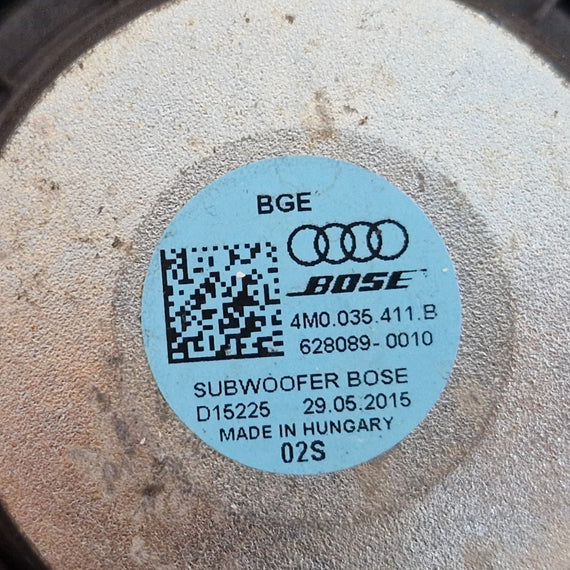 BGE
BOSE
4M0.035.411.B
628089-0010
SUBWOOFER BOSE
D15225 29.05.2015
MADE IN HUNGARY
02S